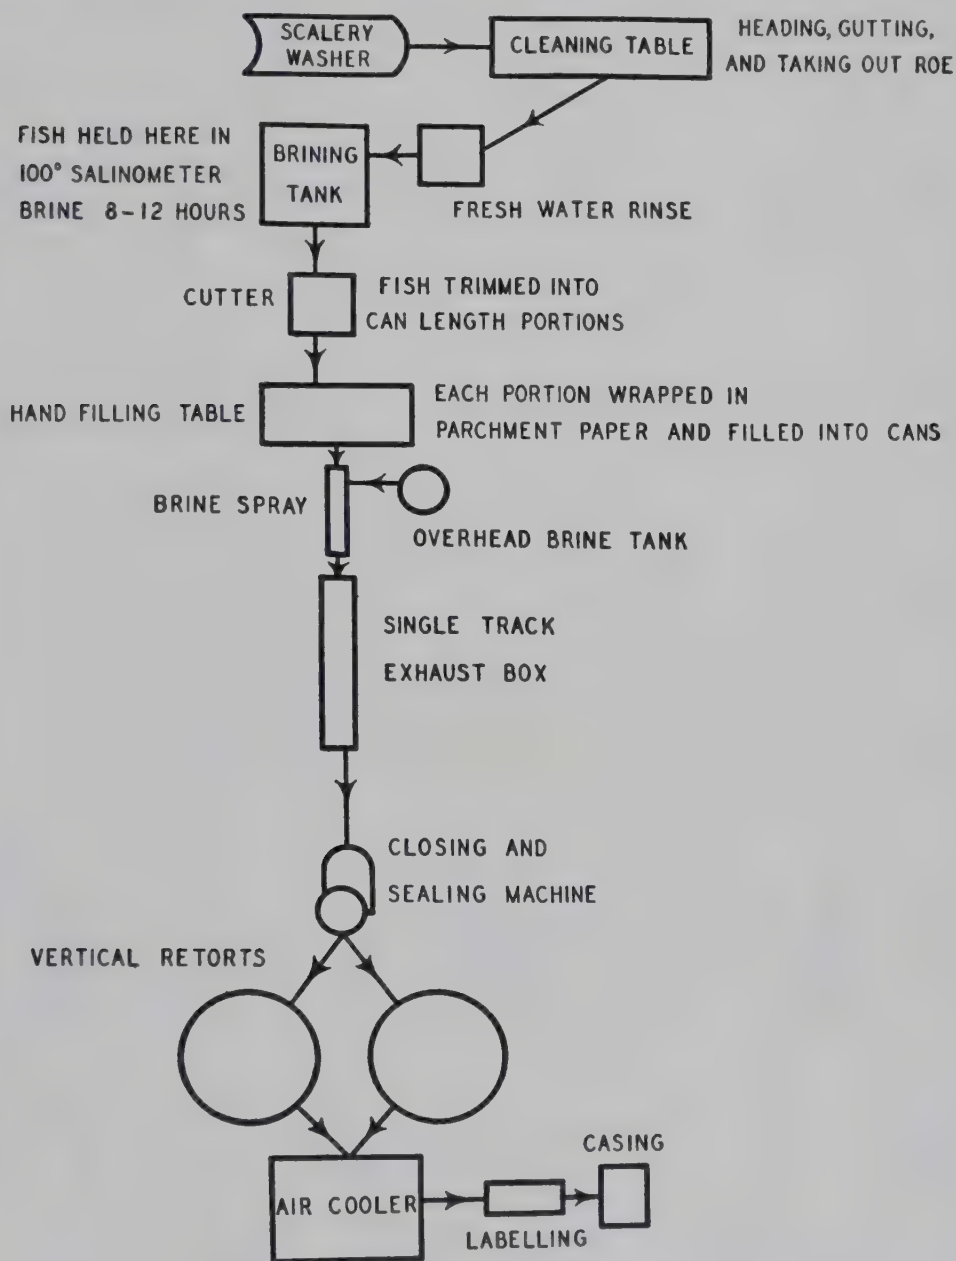 SCALERY
WASHER
CLEANING TABLE
HEADING, GUTTING,
AND TAKING OUT ROE
FISH HELD HERE IN
100° SALINOMETER
BRINE 8-12 HOURS
BRINING
TANK
FRESH WATER RINSE
CUTTER
FISH TRIMMED INTO
CAN LENGTH PORTIONS
HAND FILLING TABLE
EACH PORTION WRAPPED IN
PARCHMENT PAPER AND FILLED INTO CANS
BRINE SPRAY
OVERHEAD BRINE TANK
SINGLE TRACK
EXHAUST BOX
CLOSING AND
SEALING MACHINE
VERTICAL RETORTS
CASING
AIR COOLER
LABELLING